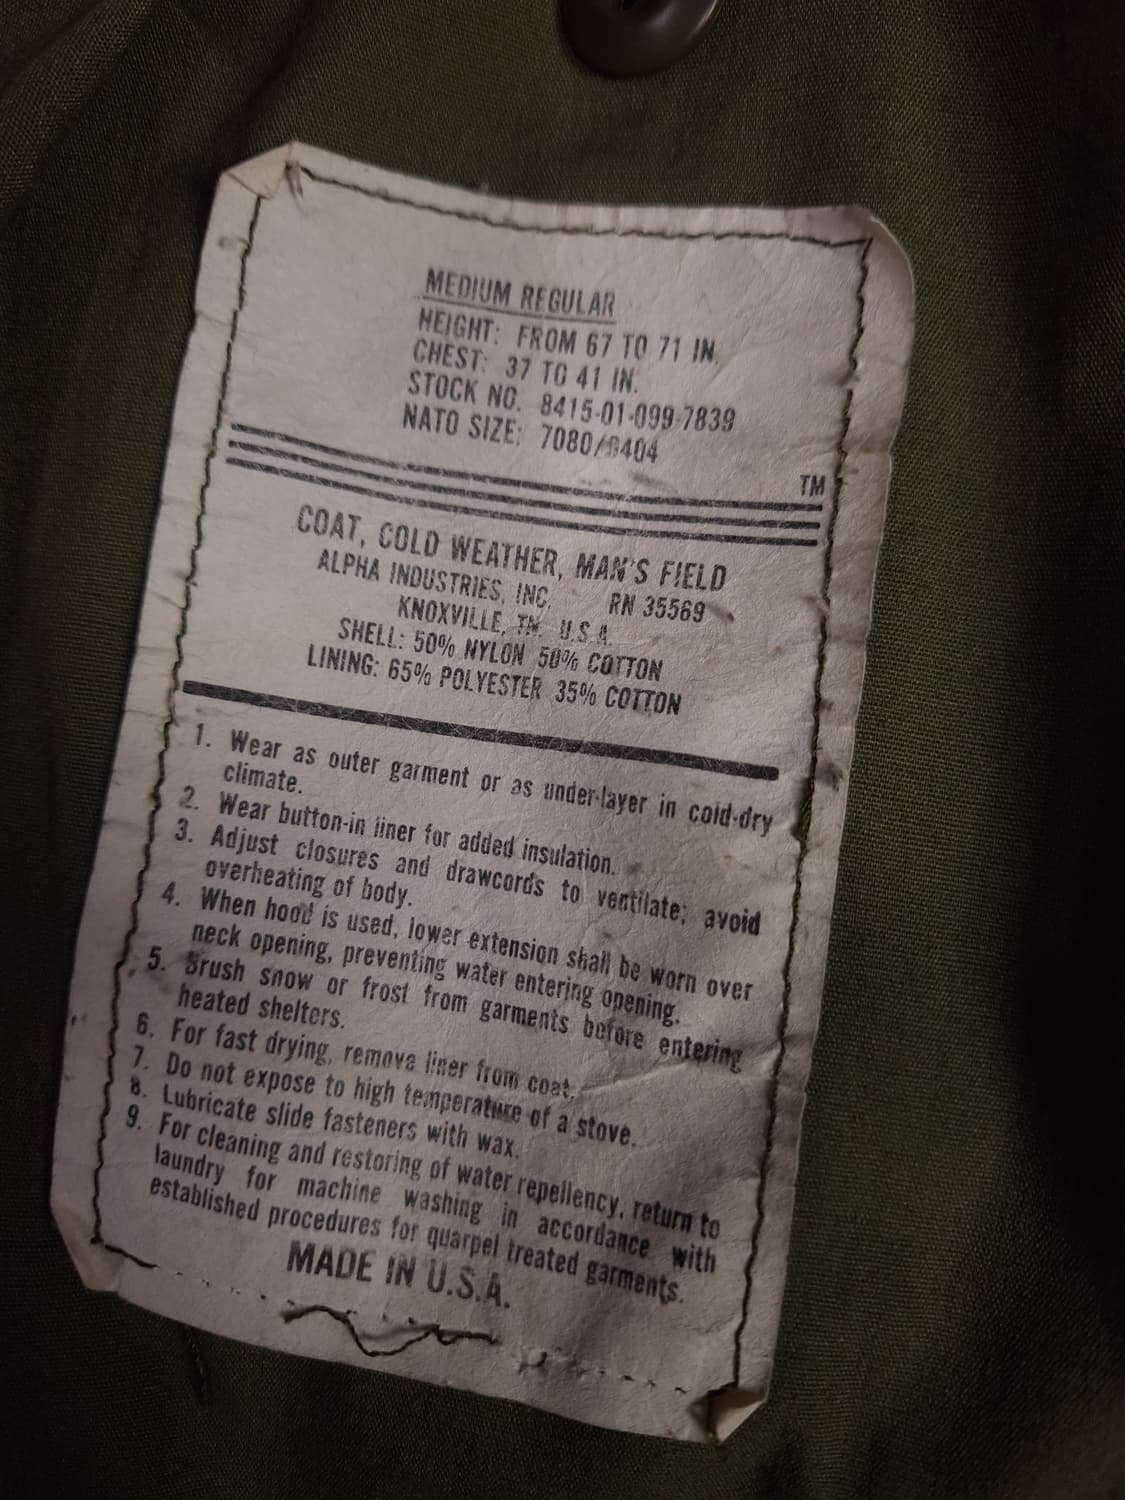 MEDIUM REGULAR
HEIGHT: FROM 67 TO 71 IN.
CHEST: 37 TO 41 IN.
STOCK NO. 8415-01-099-7839
NATO SIZE: 7080/9404
TM
COAT, COLD WEATHER, MAN'S FIELD
ALPHA INDUSTRIES, INC. RN 35569
KNOXVILLE, TN. U.S.A.
SHELL: 50% NYLON 50% COTTON
LINING: 65% POLYESTER 35% COTTON
1. Wear as outer garment or as under-layer in cold-dry
climate.
2. Wear button-in liner for added insulation.
3. Adjust closures and drawcords to ventilate; avoid
overheating of body.
4. When hood is used, lower extension shall be worn over
neck opening, preventing water entering opening.
5. Brush snow or frost from garments before entering
heated shelters.
6. For fast drying, remove liner from coat.
7. Do not expose to high temperature of a stove.
8. Lubricate slide fasteners with wax.
9. For cleaning and restoring of water repellency, return to
laundry for machine washing in accordance with
established procedures for quarpel treated garments.
MADE IN U.S.A.